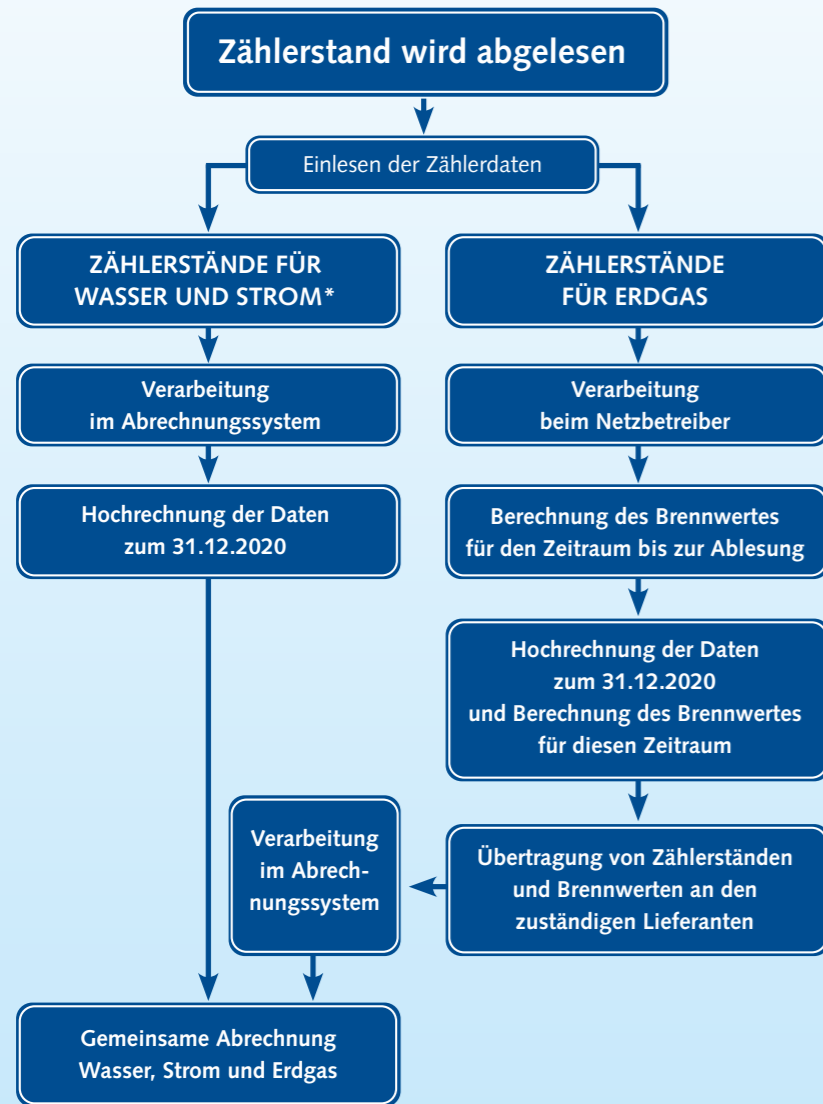 Zählerstand wird abgelesen
Einlesen der Zählerdaten
ZÄHLERSTÄNDE FÜR
WASSER UND STROM*
ZÄHLERSTÄNDE
FÜR ERDGAS
Verarbeitung
im Abrechnungssystem
Verarbeitung
beim Netzbetreiber
Hochrechnung der Daten
zum 31.12.2020
Berechnung des Brennwertes
für den Zeitraum bis zur Ablesung
Hochrechnung der Daten
zum 31.12.2020
und Berechnung des Brennwertes
für diesen Zeitraum
Verarbeitung
im Abrech-
nungssystem
Übertragung von Zählerständen
und Brennwerten an den
zuständigen Lieferanten
Gemeinsame Abrechnung
Wasser, Strom und Erdgas